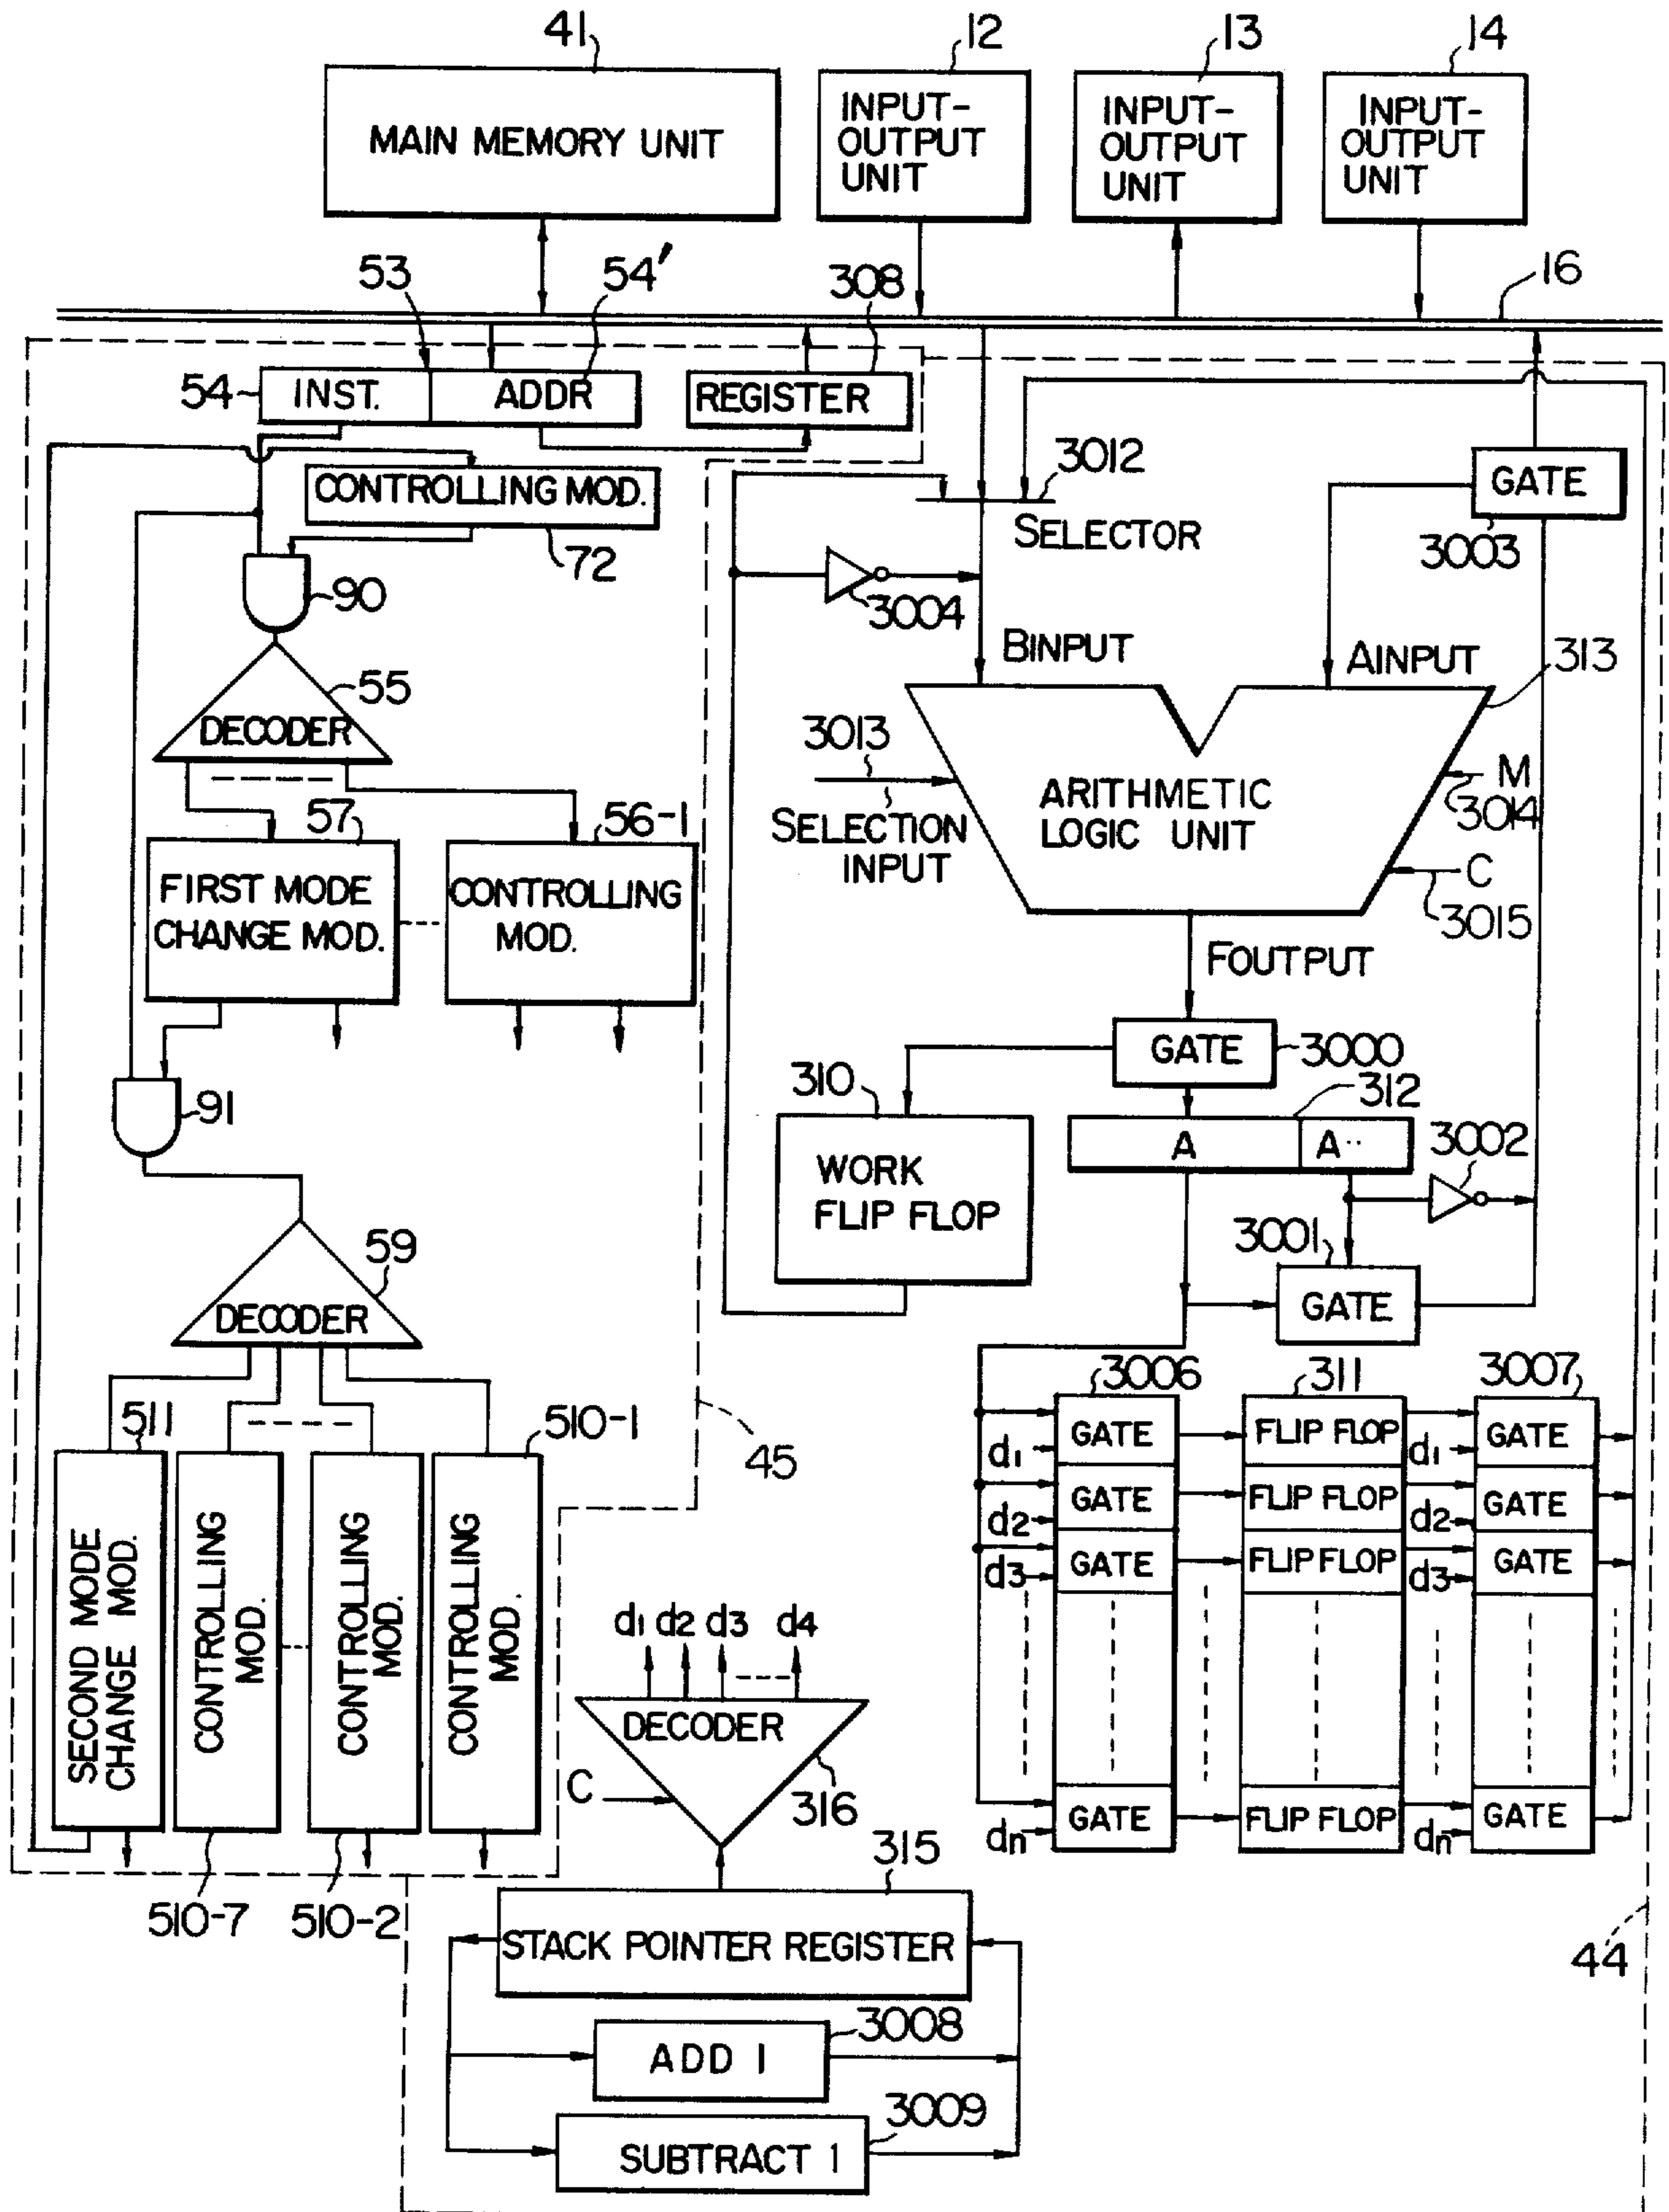 41
12
13
14
MAIN MEMORY UNIT
INPUT-
OUTPUT
UNIT
INPUT-
OUTPUT
UNIT
INPUT-
OUTPUT
UNIT
53
54'
308
16
54
INST.
ADDR
REGISTER
CONTROLLING MOD.
72
3012
SELECTOR
GATE
3003
90
3004
BINPUT
AINPUT
313
55
DECODER
3013
SELECTION
INPUT
ARITHMETIC
LOGIC UNIT
M
3014
C
3015
57
56-1
FIRST MODE
CHANGE MOD.
CONTROLLING
MOD.
FOUTPUT
GATE
3000
91
310
312
WORK
FLIP FLOP
A
A··
3002
3001
GATE
59
DECODER
3006
311
3007
511
510-1
45
GATE
FLIP FLOP
GATE
d1
d1
GATE
FLIP FLOP
GATE
d2
d2
GATE
FLIP FLOP
GATE
d3
d3
SECOND MODE
CHANGE MOD.
CONTROLLING
MOD.
CONTROLLING
MOD.
CONTROLLING
MOD.
d1
d2
d3
d4
DECODER
C
316
GATE
FLIP FLOP
GATE
dn
dn
510-7
510-2
315
STACK POINTER REGISTER
44
3008
ADD 1
3009
SUBTRACT 1